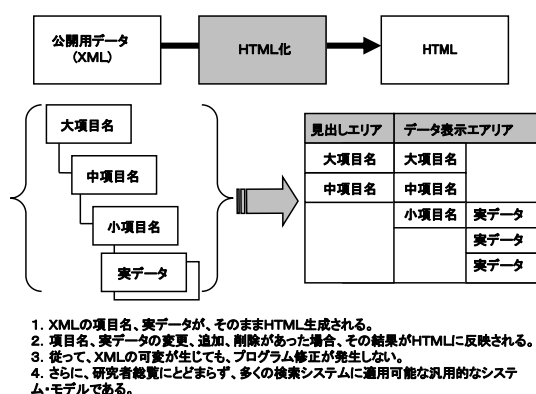 公開用データ
(XML)
HTML化
HTML
大項目名
中項目名
小項目名
実データ
見出しエリア データ表示エアリア
大項目名 大項目名
中項目名 中項目名
小項目名 実データ
実データ
実データ
1. XMLの項目名、実データが、そのままHTML生成される。
2. 項目名、実データの変更、追加、削除があった場合、その結果がHTMLに反映される。
3. 従って、XMLの可変が生じても、プログラム修正が発生しない。
4. さらに、研究者総覧にとどまらず、多くの検索システムに適用可能な汎用的なシステ
ム・モデルである。